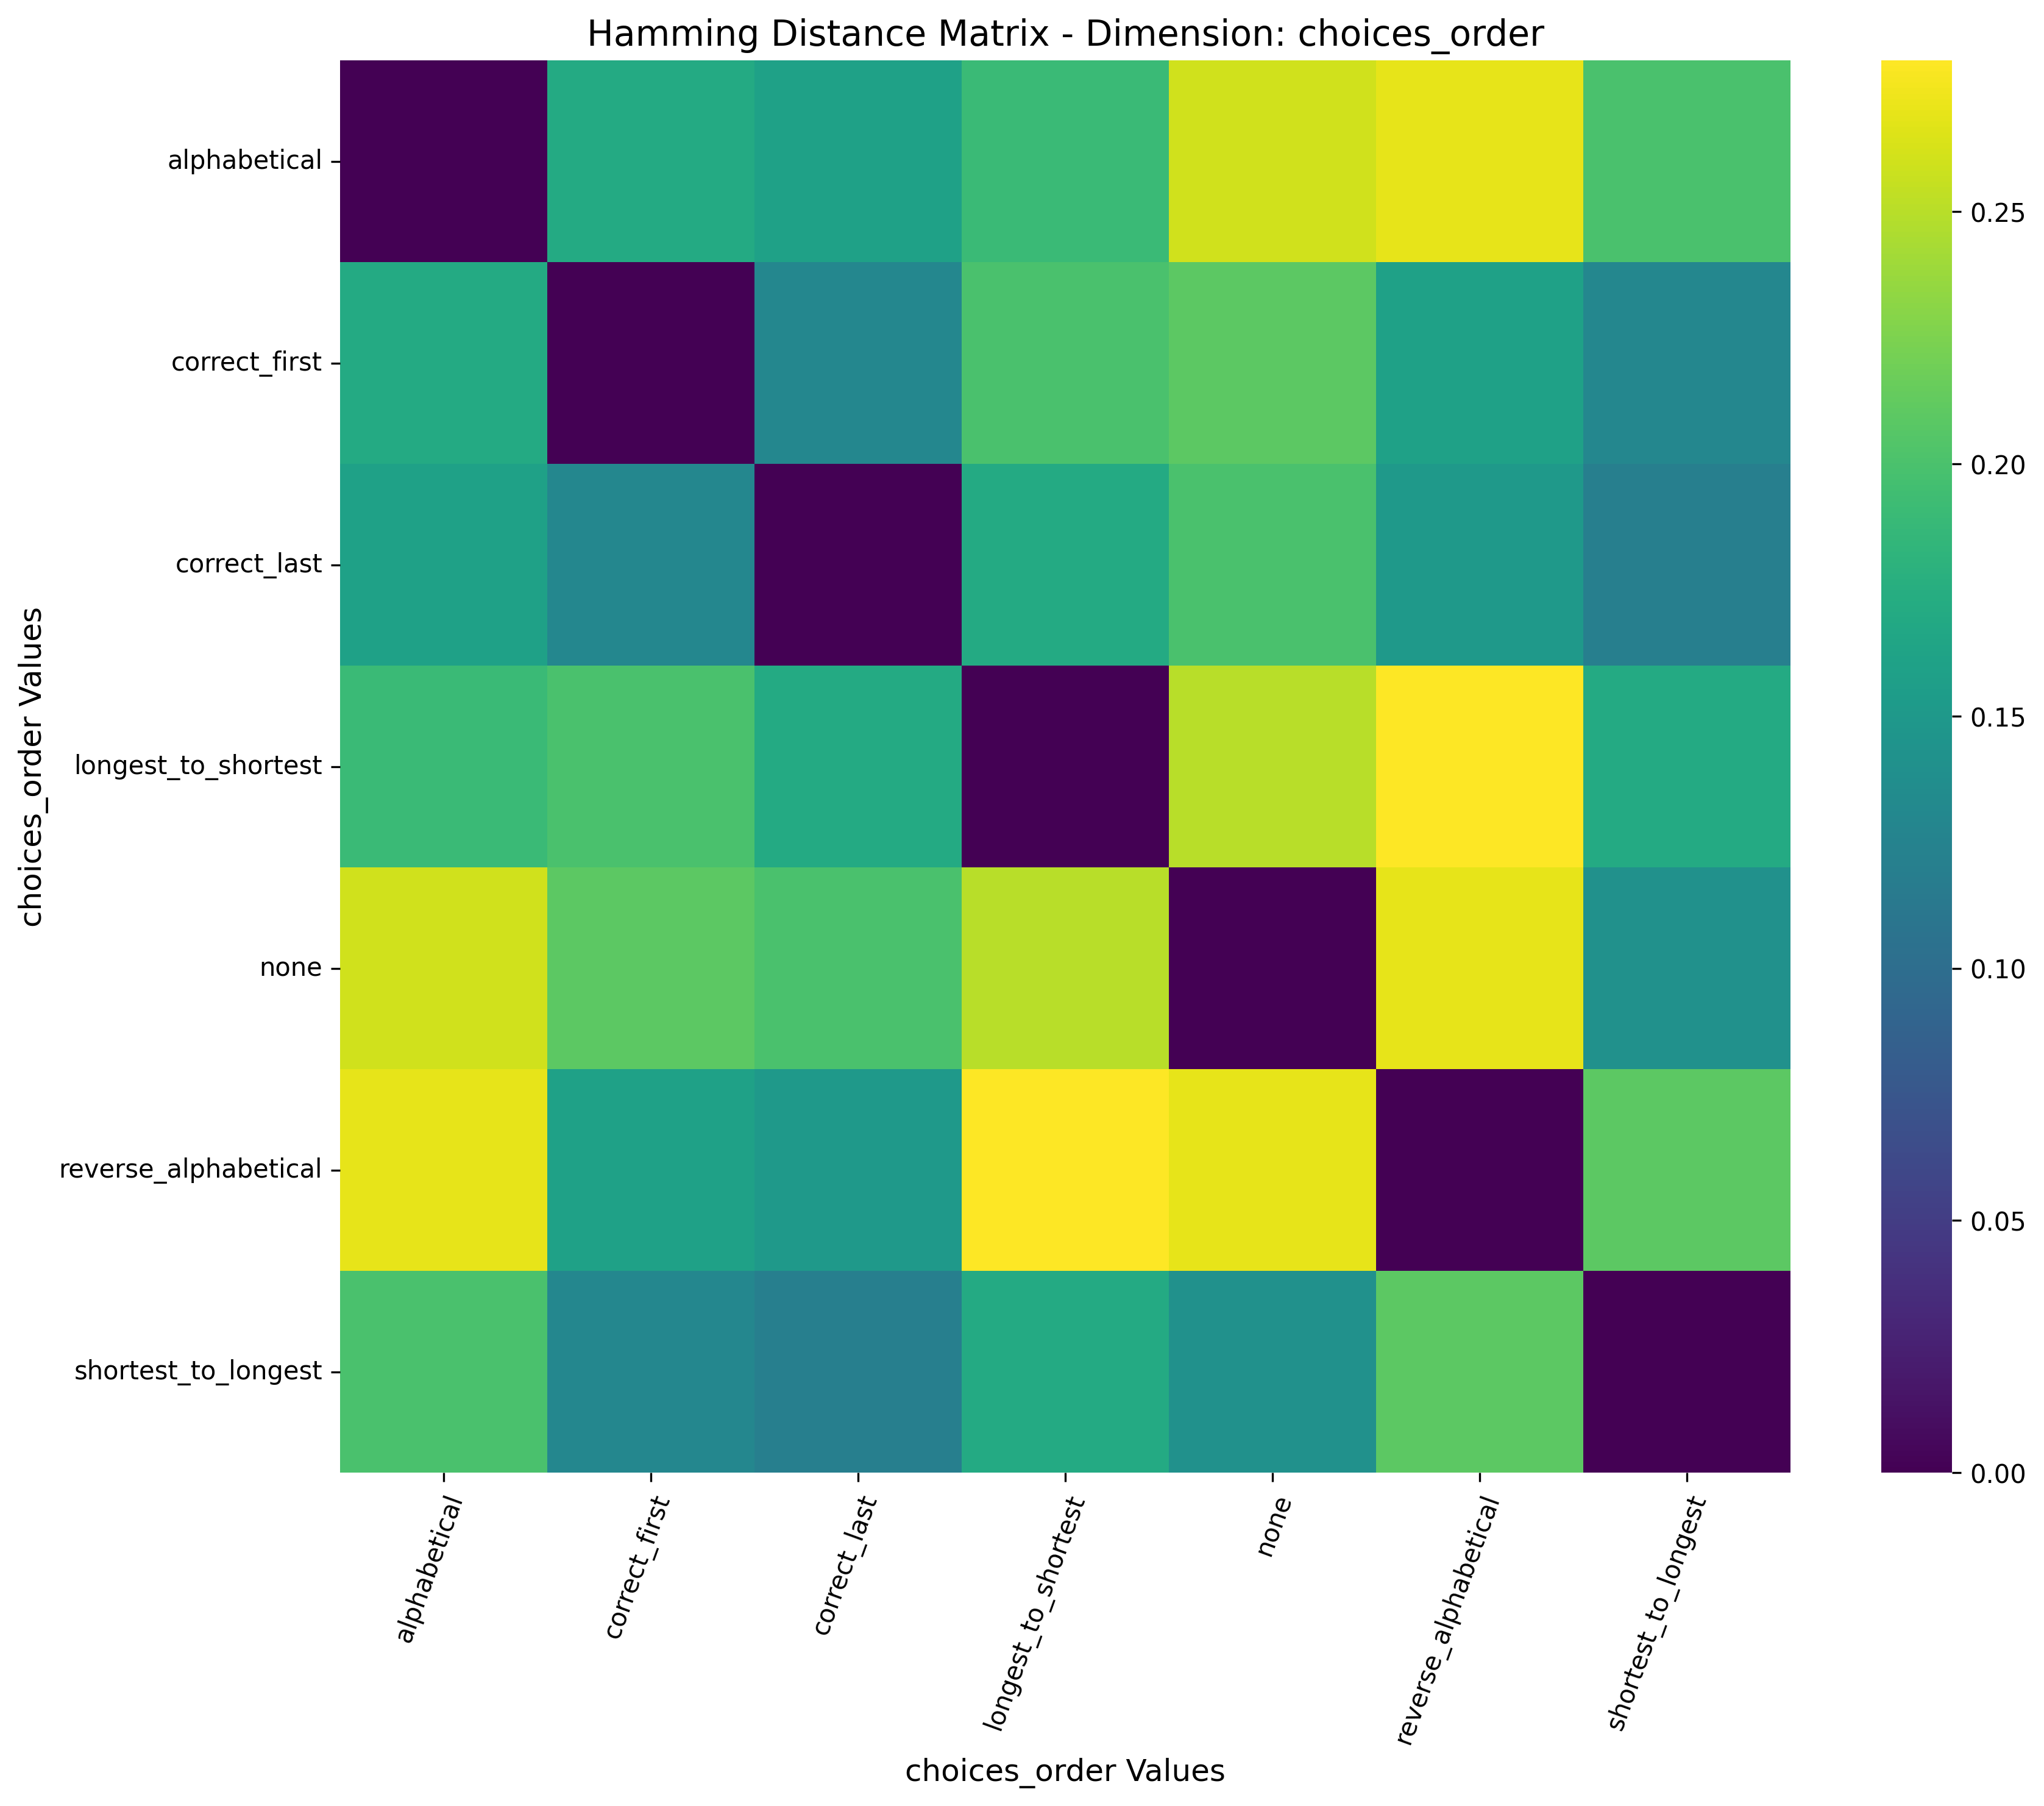 Hamming Distance Matrix - Dimension: choices_order
choices_order Values
alphabetical
correct_first
correct_last
longest_to_shortest
none
reverse_alphabetical
shortest_to_longest
alphabetical
correct_first
correct_last
longest_to_shortest
none
reverse_alphabetical
shortest_to_longest
choices_order Values
0.25
0.20
0.15
0.10
0.05
0.00